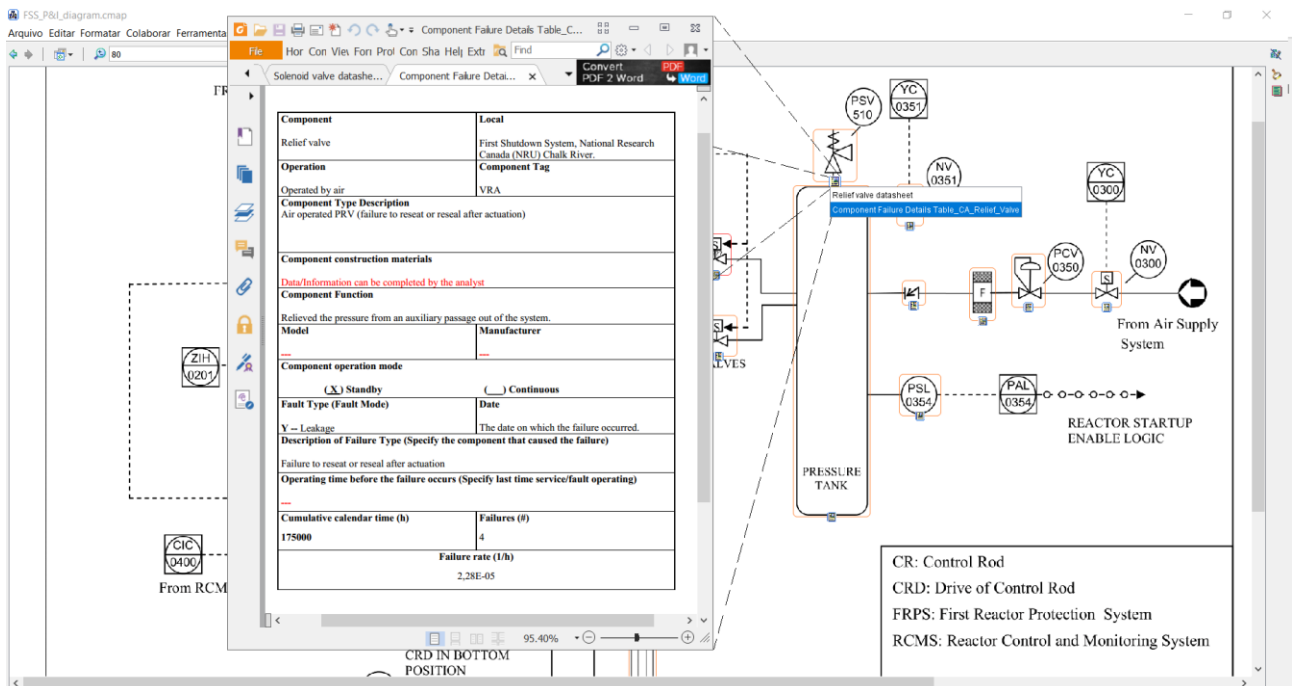 FSS_P&I_diagram.cmap
Arquivo Editar Formatar Colaborar Ferramenta
80
Component Failure Details Table_C...
File Hor Con Viev Forr Prot Con Sha Help Extr Find
Convert PDF
PDF 2 Word Word
Solenoid valve datashe... Component Failure Detai... x
Component Local
Relief valve First Shutdown System, National Research
Canada (NRU) Chalk River.
Operation Component Tag
Operated by air VRA
Component Type Description
Air operated PRV (failure to reseat or reseal after actuation)
Component construction materials
Data/Information can be completed by the analyst
Component Function
Relieved the pressure from an auxiliary passage out of the system.
Model Manufacturer
--- ---
Component operation mode
( X ) Standby (__) Continuous
Fault Type (Fault Mode) Date
Y -- Leakage The date on which the failure occurred.
Description of Failure Type (Specify the component that caused the failure)
Failure to reseat or reseal after actuation
Operating time before the failure occurs (Specify last time service/fault operating)
---
Cumulative calendar time (h) Failures (#)
175000 4
Failure rate (1/h)
2,28E-05
95.40%
FR
ZIH
0201
CIC
0400
From RCM
CRD IN BOTTOM
POSITION
PSV
510
YC
0351
NV
0351
Relief valve datasheet
Component Failure Details Table_CA_Relief_Valve
YC
0300
S
S
LVES
F
PCV
0350
S
NV
0300
From Air Supply
System
PSL
0354
PAL
0354
REACTOR STARTUP
ENABLE LOGIC
PRESSURE
TANK
CR: Control Rod
CRD: Drive of Control Rod
FRPS: First Reactor Protection System
RCMS: Reactor Control and Monitoring System